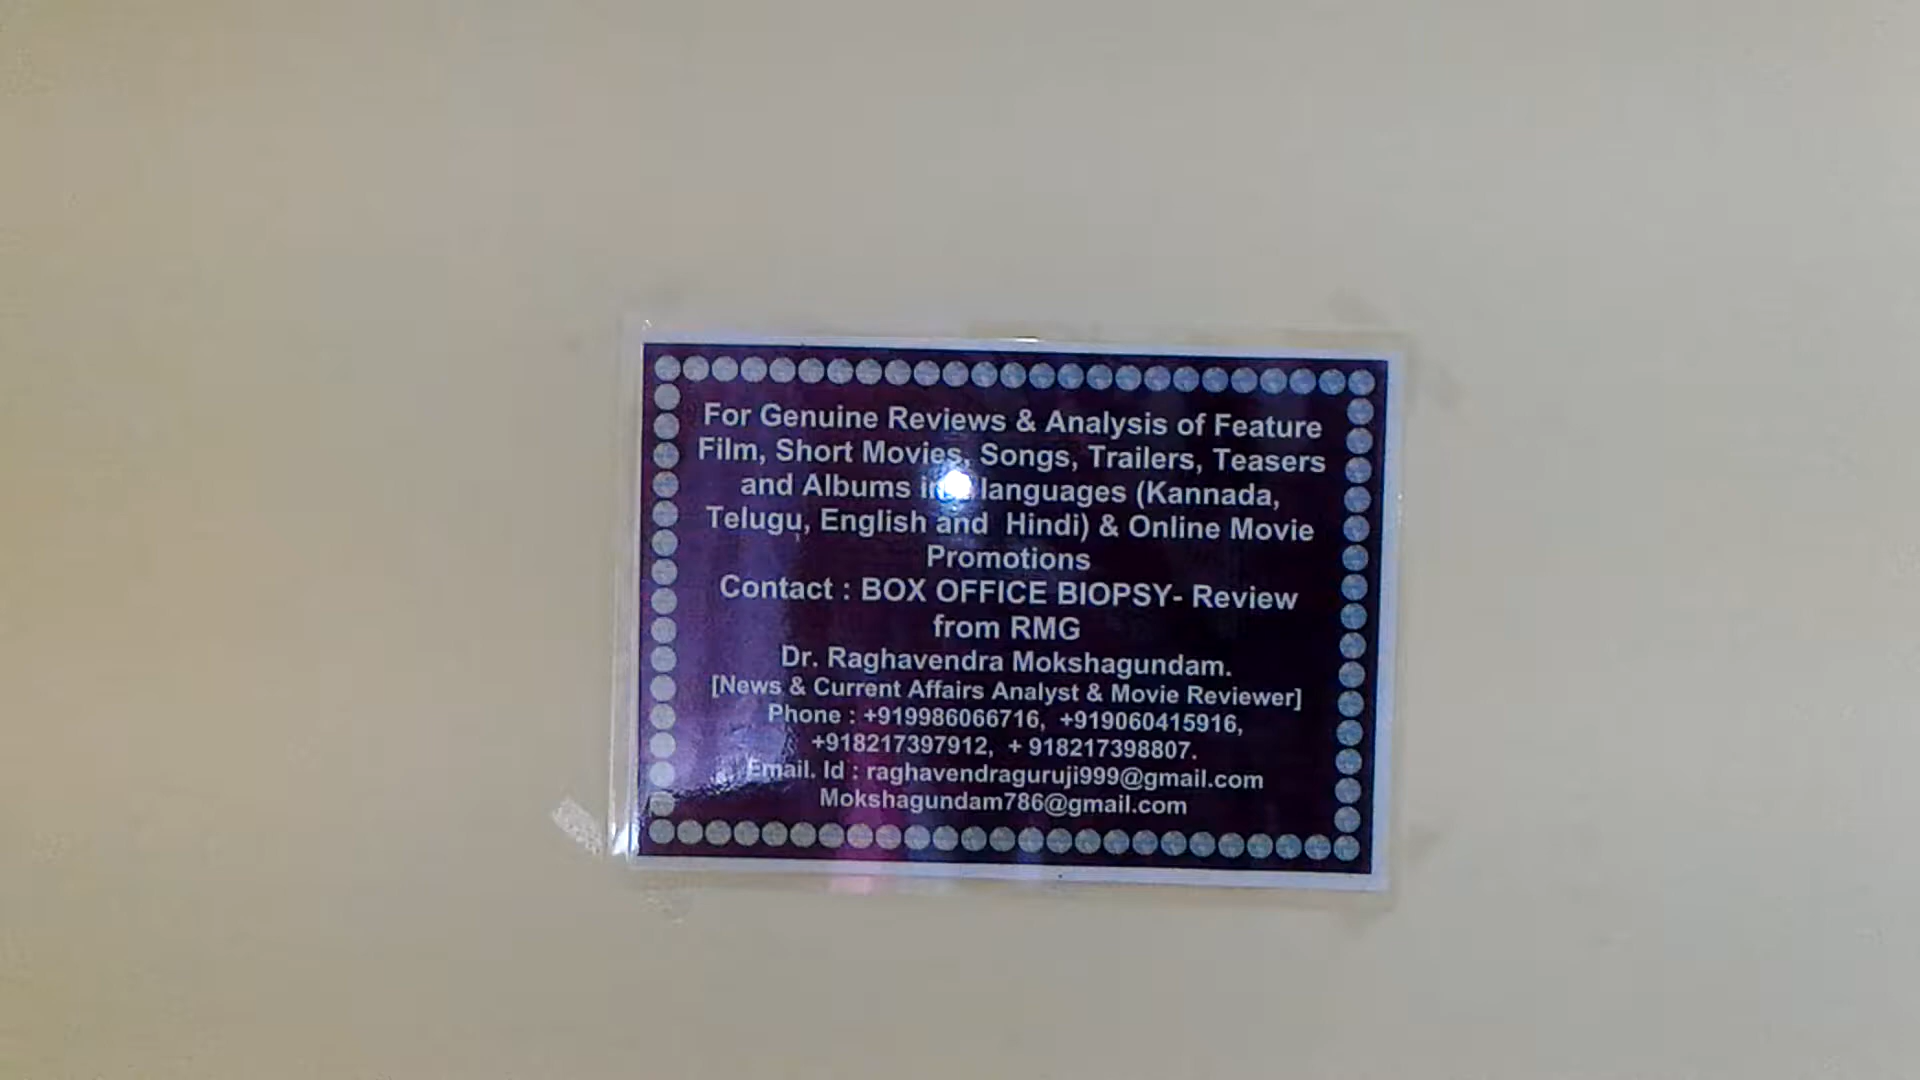 For Genuine Reviews & Analysis of Feature
Film, Short Movies, Songs, Trailers, Teasers
and Albums languages (Kannada,
Telugu, English and Hindi) & Online Movie
Promotions
Contact : BOX OFFICE BIOPSY- Review
from RMG
Dr. Raghavendra Mokshagundam.
[News & Current Affairs Analyst & Movie Reviewer]
Phone : +919986066716, +919060415916,
+918217397912, + 918217398807.
Email. Id : raghavendraguruji999@gmail.com
Mokshagundam786@gmail.com